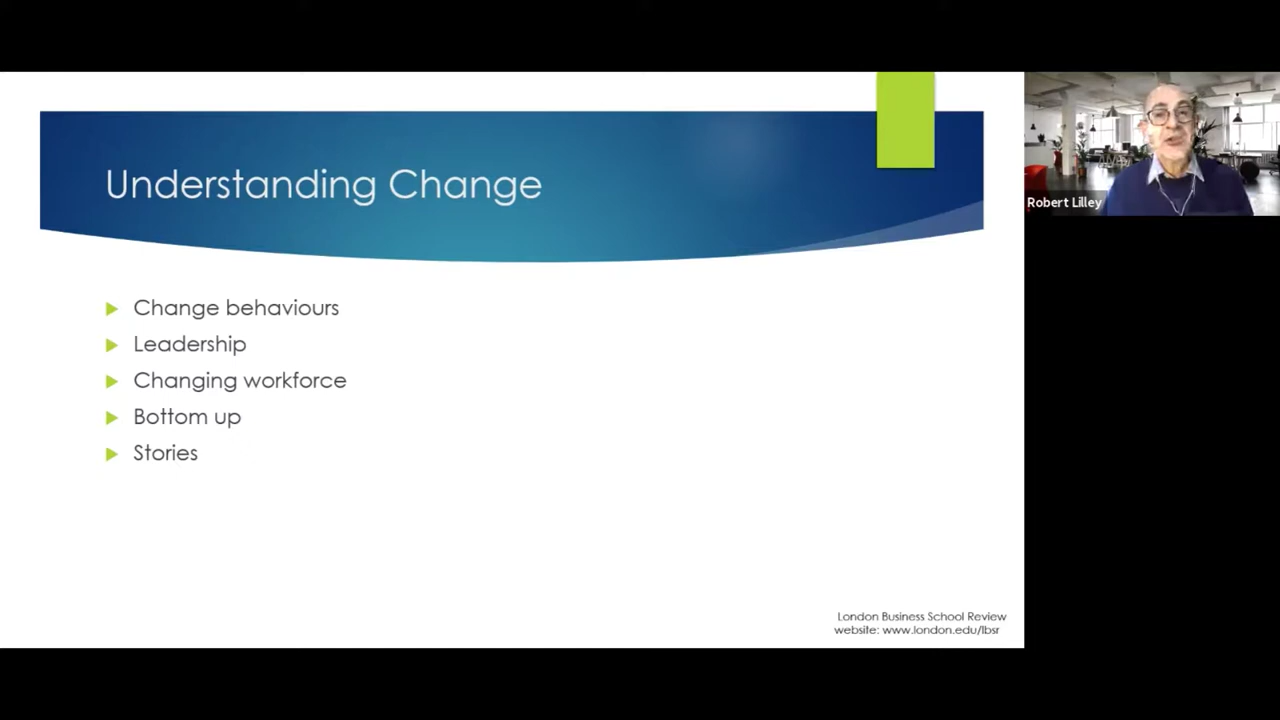 Understanding Change
Change behaviours
Leadership
Changing workforce
Bottom up
Stories
London Business School Review
website: www.london.edu/lbsr
Robert Lilley